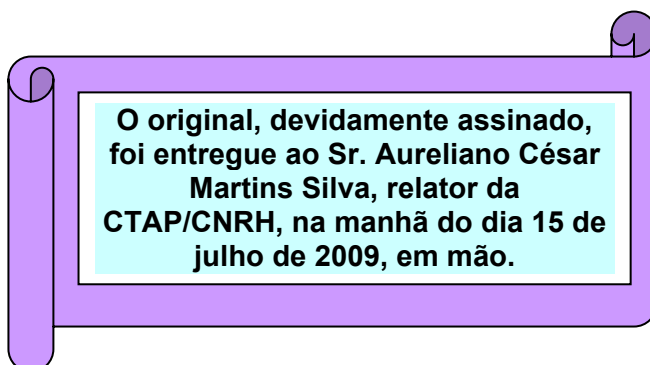 O original, devidamente assinado,
foi entregue ao Sr. Aureliano César
Martins Silva, relator da
CTAP/CNRH, na manhã do dia 15 de
julho de 2009, em mão.